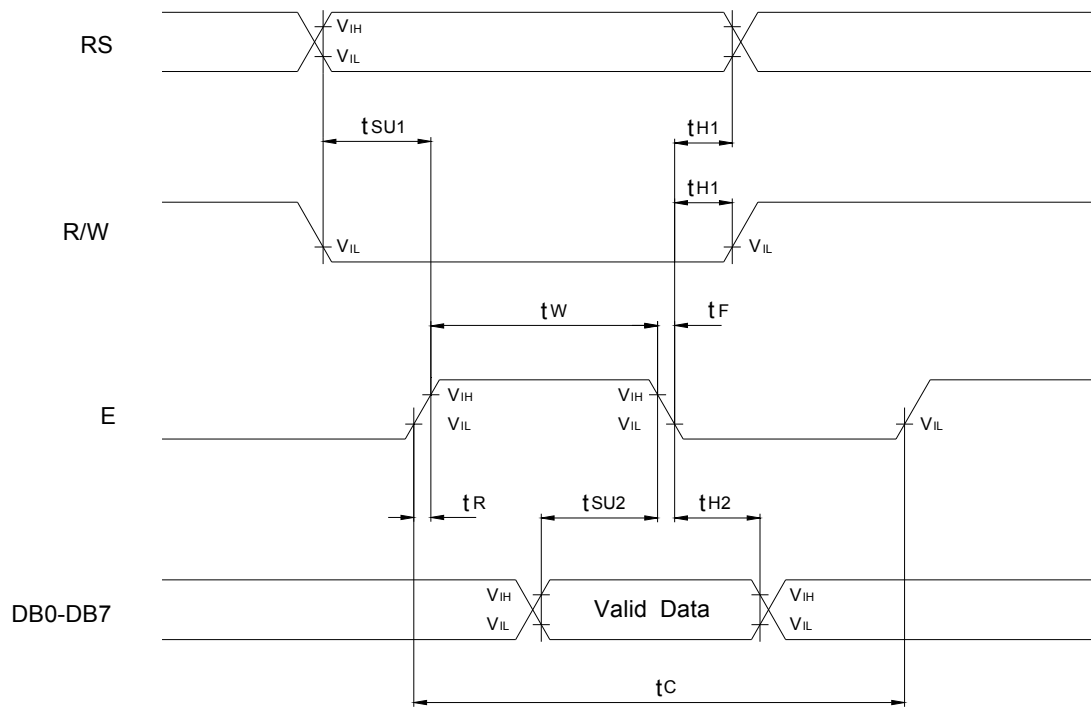 RS
VIH
VIL
tSU1
tH1
tH1
R/W
VIL
VIL
tW
tF
E
VIH
VIL
VIH
VIL
VIL
tR
tSU2
tH2
DB0-DB7
VIH
VIL
Valid Data
VIH
VIL
tC